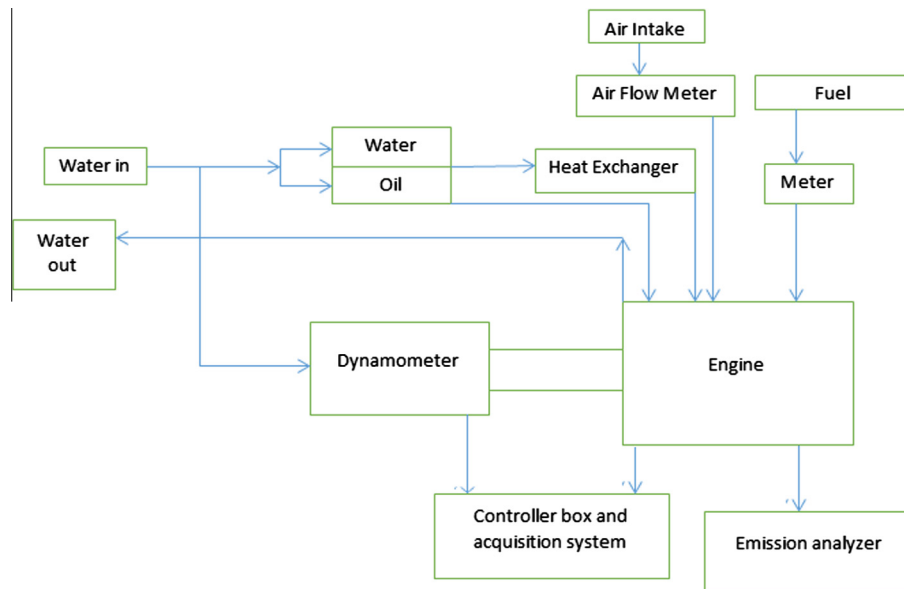 Air Intake
Air Flow Meter
Fuel
Water
Water in
Heat Exchanger
Oil
Meter
Water
out
Dynamometer
Engine
Controller box and
acquisition system
Emission analyzer